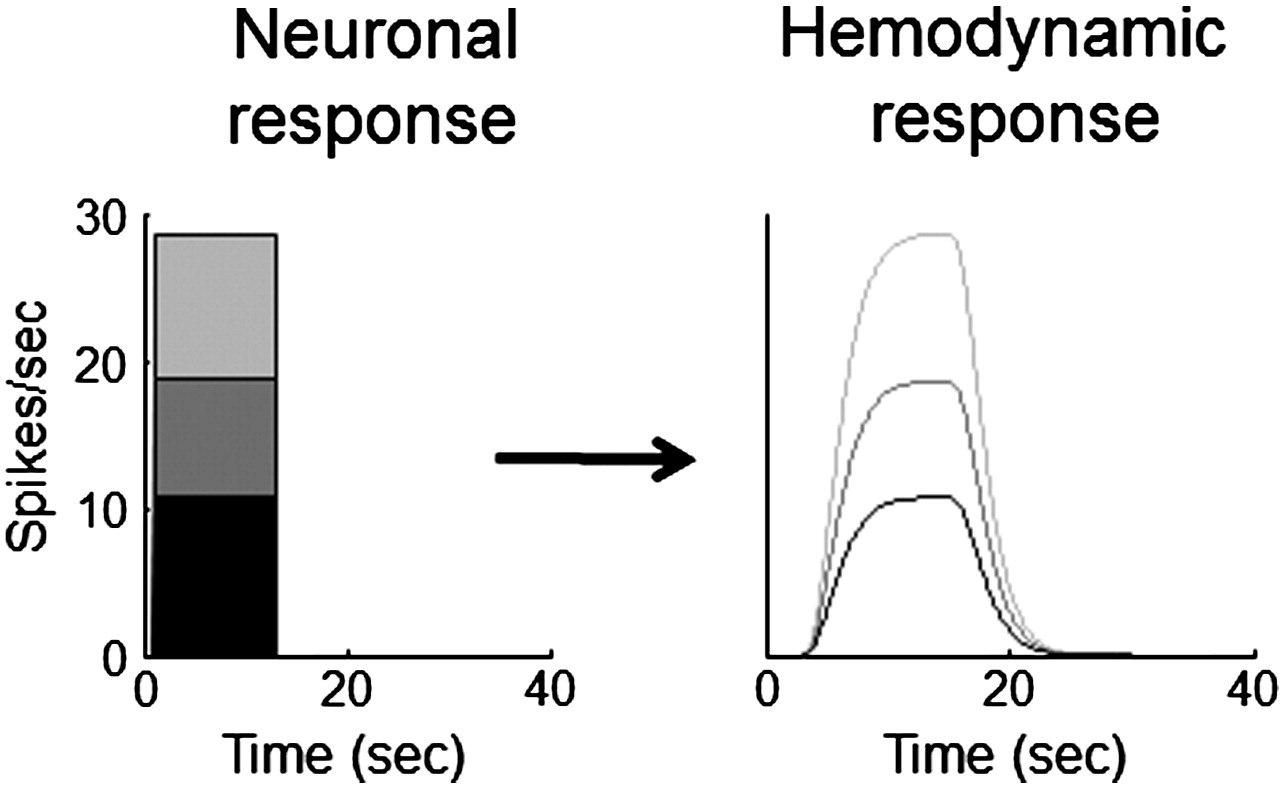 Neuronal
response
Hemodynamic
response
Spikes/sec
30
20
10
0
0 20 40
Time (sec)
0 20 40
Time (sec)